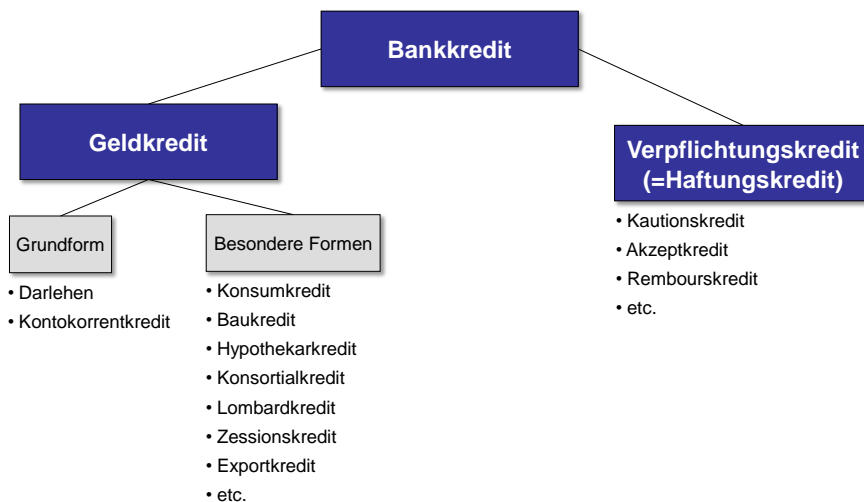 Bankkredit
Geldkredit
Verpflichtungskredit
(=Haftungskredit)
Grundform
• Darlehen
• Kontokorrentkredit
Besondere Formen
• Konsumkredit
• Baukredit
• Hypothekarkredit
• Konsortialkredit
• Lombardkredit
• Zessionskredit
• Exportkredit
• etc.
• Kautionskredit
• Akzeptkredit
• Rembourskredit
• etc.